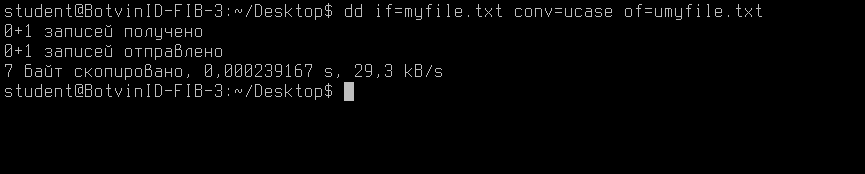 student@BotvinID-FIB-3:~/Desktop$ dd if=myfile.txt conv=ucase of=umyfile.txt
0+1 записей получено
0+1 записей отправлено
7 байт скопировано, 0,000239167 s, 29,3 kB/s
student@BotvinID-FIB-3:~/Desktop$